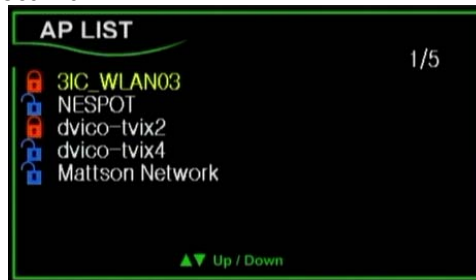 AP LIST
1/5
3IC_WLAN03
NESPOT
dvico-tvix2
dvico-tvix4
Mattson Network
▲▼ Up / Down